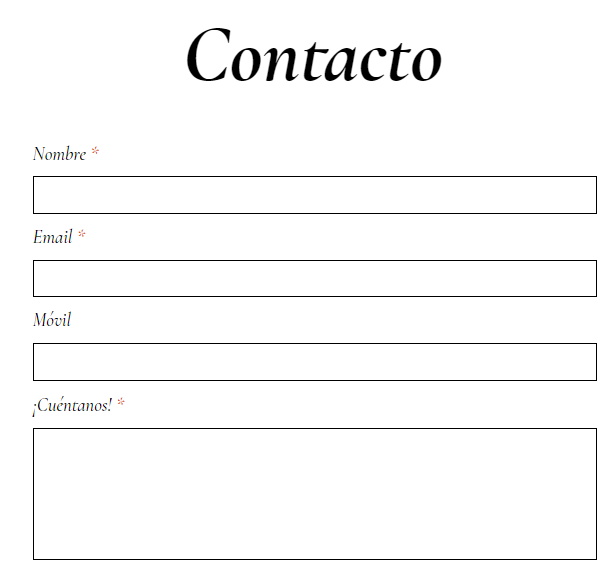 Contacto
Nombre *
Email *
Móvil
¡Cuéntanos! *